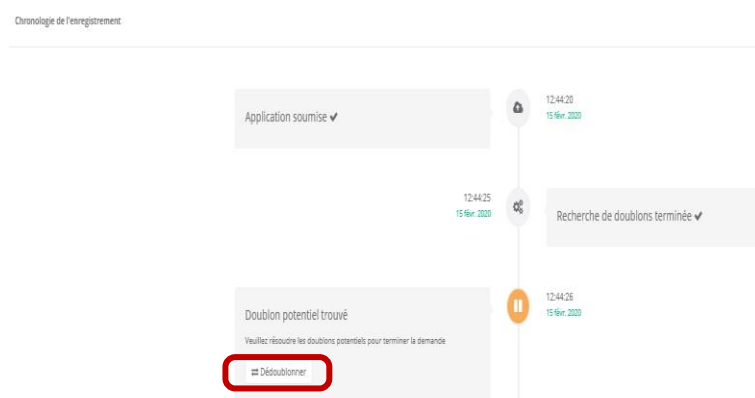 Chronologie de l'enregistrement
Application soumise ✔
12:44:20
15 févr. 2020
12:44:25
15 févr. 2020
Recherche de doublons terminée ✔
12:44:26
15 févr. 2020
Doublon potentiel trouvé
Veuillez résoudre les doublons potentiels pour terminer la demande
⇄ Dédoublonner